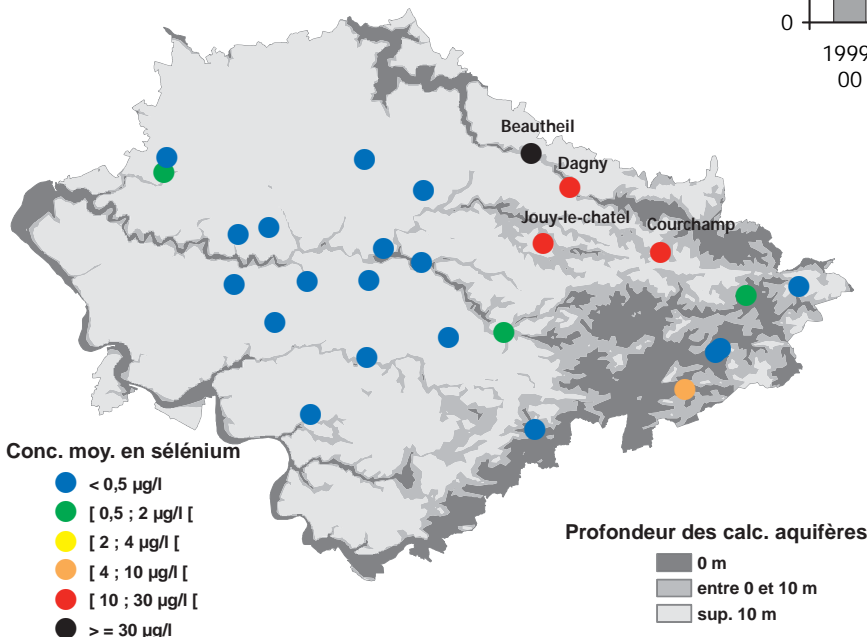 0
1999
00
Beautheil
Dagny
Jouy-le-chatel
Courchamp
Conc. moy. en sélénium
< 0,5 µg/l
[ 0,5 ; 2 µg/l [
[ 2 ; 4 µg/l [
[ 4 ; 10 µg/l [
[ 10 ; 30 µg/l [
> = 30 µg/l
Profondeur des calc. aquifères
0 m
entre 0 et 10 m
sup. 10 m